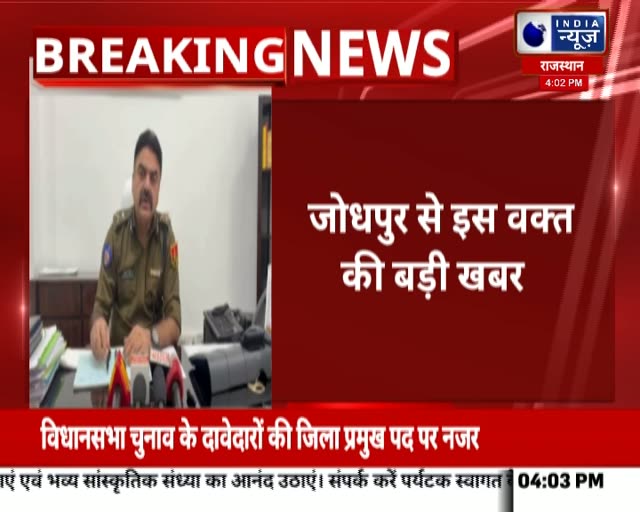 BREAKING NEWS
INDIA
न्यूज़
राजस्थान
4:02 PM
जोधपुर से इस वक्त
की बड़ी खबर
विधानसभा चुनाव के दावेदारों की जिला प्रमुख पद पर नजर
एवं भव्य सांस्कृतिक संध्या का आनंद उठाएं। संपर्क करें पर्यटक स्वागत
04:03 PM